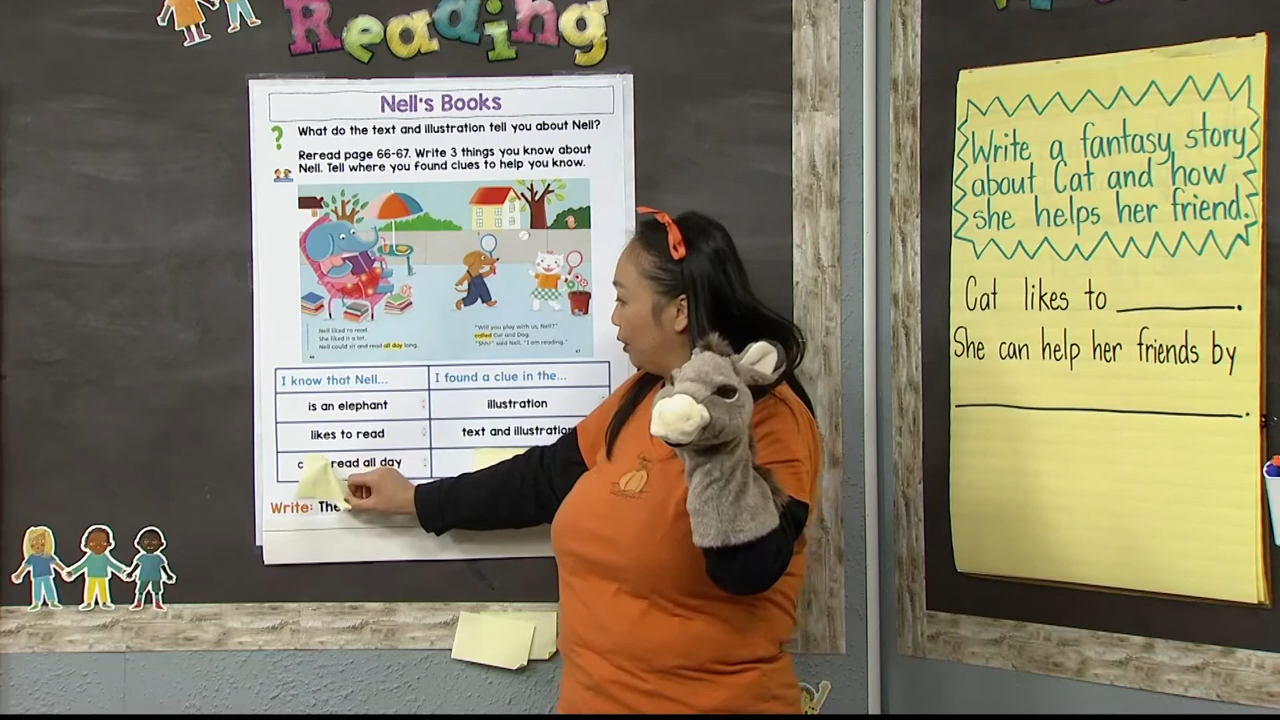 Reading
Nell's Books
?
What do the text and illustration tell you about Nell?
Reread page 66-67. Write 3 things you know about
Nell. Tell where you found clues to help you know.
Nell liked to read.
She liked it a lot.
Nell could sit and read all day long.
66
"Will you play with us, Nell?"
called Cat and Dog.
"Shh!" said Nell. "I am reading."
67
I know that Nell... I found a clue in the...
is an elephant illustration
likes to read text and illustration
c read all day
Write: The
Write a fantasy story
about Cat and how
she helps her friend.
Cat likes to ________.
She can help her friends by
____________________.